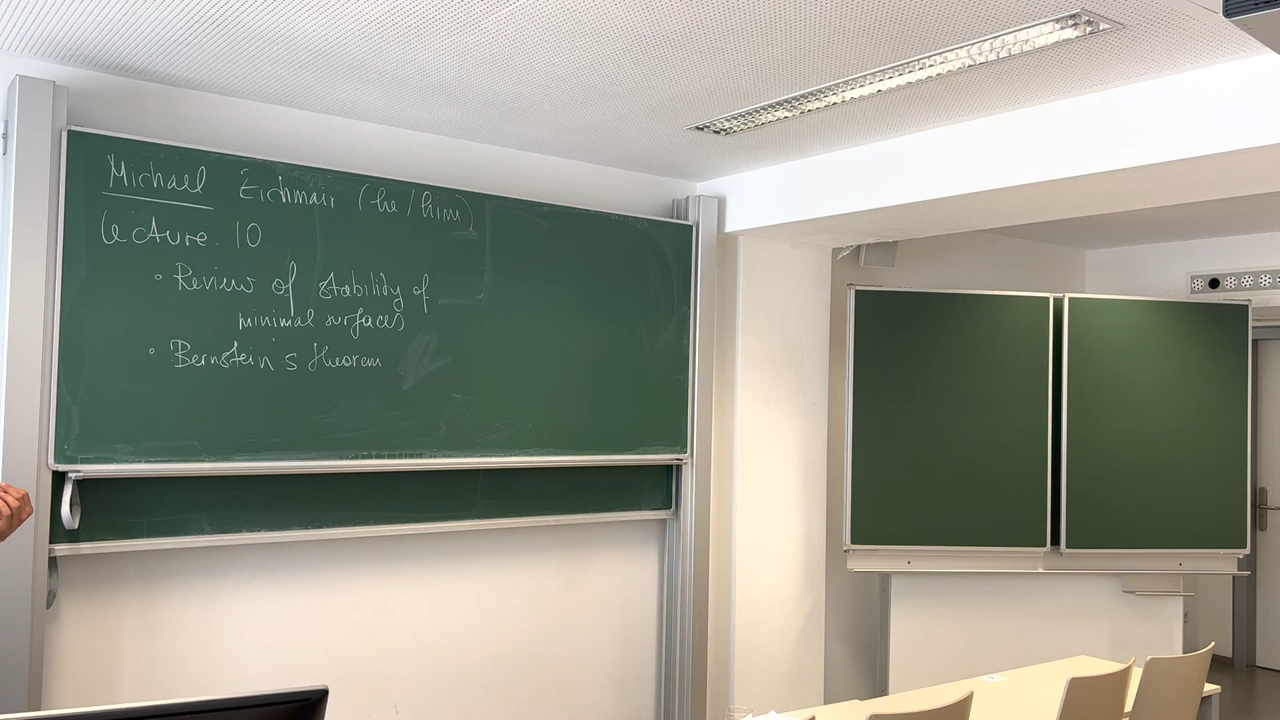 Michael Eichmair (he/him)
Lecture 10
• Review of stability of
minimal surfaces
• Bernstein's theorem